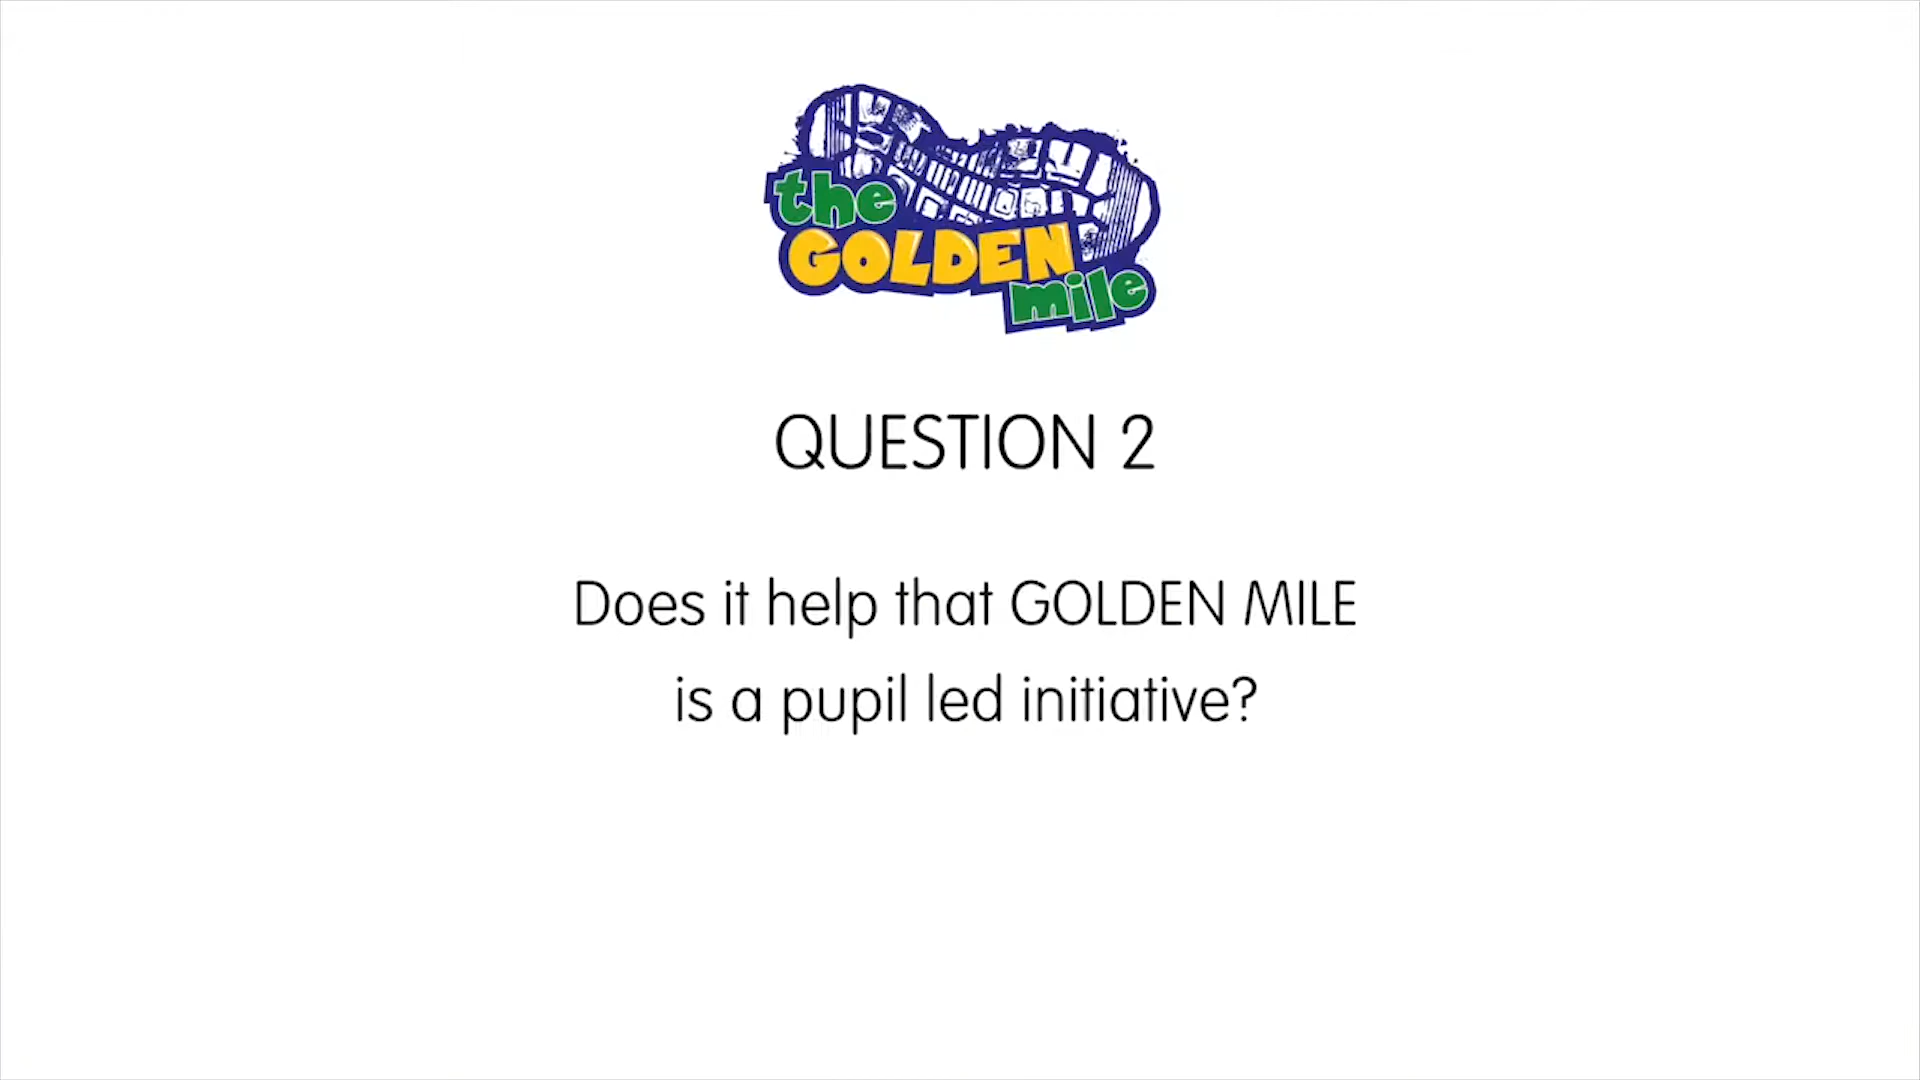 the
GOLDEN
mile
QUESTION 2
Does it help that GOLDEN MILE
is a pupil led initiative?